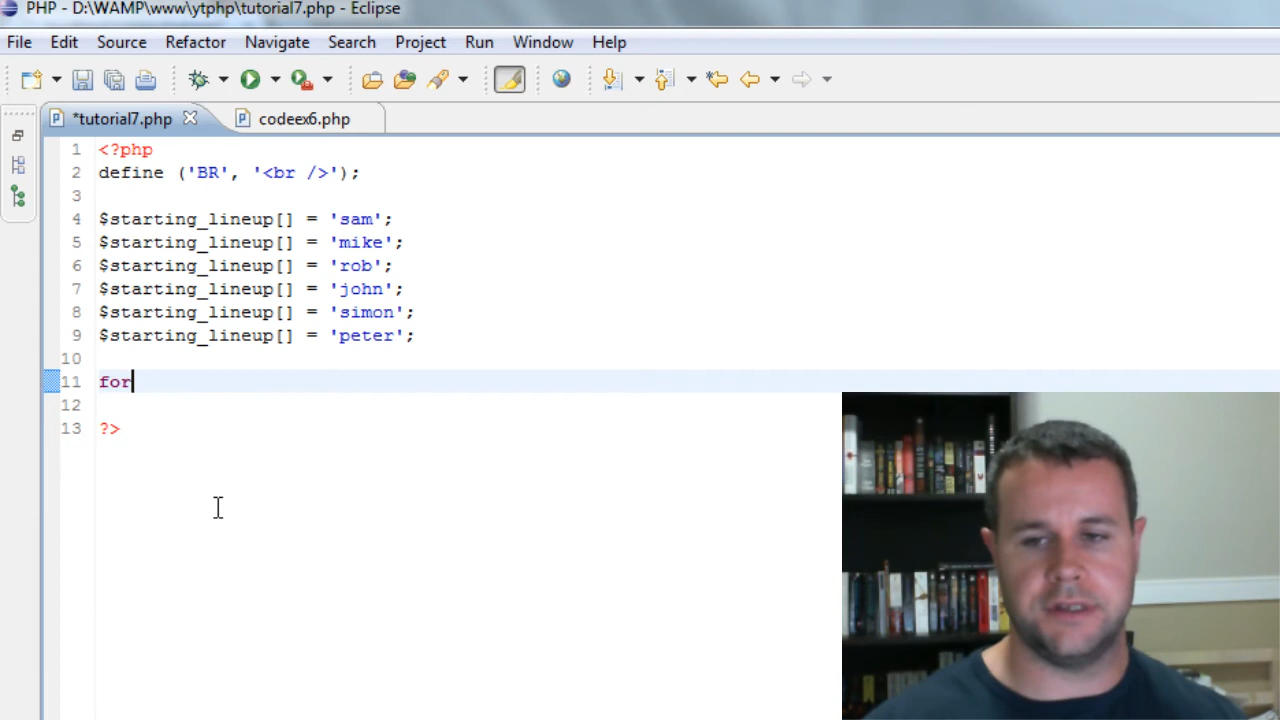 PHP - D:\WAMP\www\ytphp\tutorial7.php - Eclipse
File Edit Source Refactor Navigate Search Project Run Window Help
*tutorial7.php codeex6.php
1 <?php
2 define ('BR', '<br />');
3
4 $starting_lineup[] = 'sam';
5 $starting_lineup[] = 'mike';
6 $starting_lineup[] = 'rob';
7 $starting_lineup[] = 'john';
8 $starting_lineup[] = 'simon';
9 $starting_lineup[] = 'peter';
10
11 for
12
13 ?>